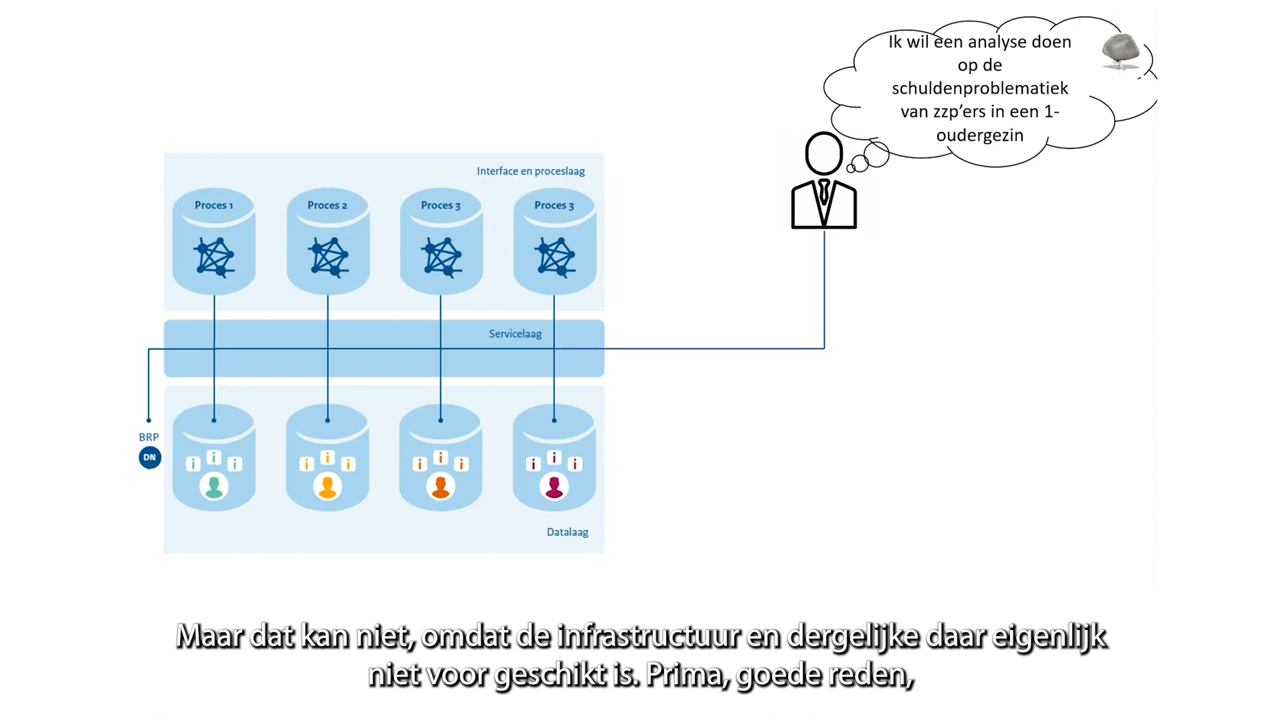 Ik wil een analyse doen
op de
schuldenproblematiek
van zzp'ers in een 1-
oudergezin
Interface en proceslaag
Proces 1
Proces 2
Proces 3
Proces 3
Servicelaag
BRP
DN
i i i
i i i
i i i
i i i
Datalaag
Maar dat kan niet, omdat de infrastructuur en dergelijke daar eigenlijk
niet voor geschikt is. Prima, goede reden,